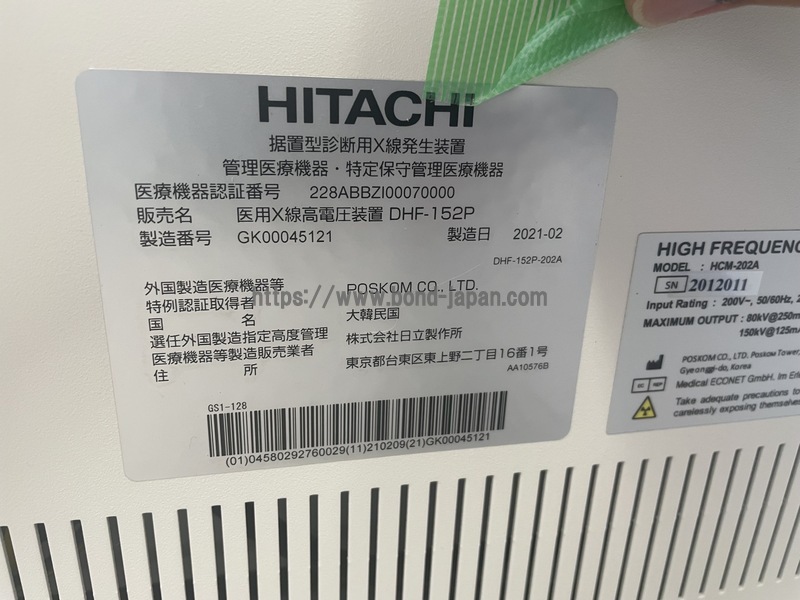 HITACHI
据置型診断用X線発生装置
管理医療機器・特定保守管理医療機器
医療機器認証番号 228ABBZI00070000
販売名 医用X線高電圧装置 DHF-152P
製造番号 GK00045121 製造日 2021-02
DHF-152P-202A
外国製造医療機器等 POSKOM CO., LTD.
特例認証取得者
国 名 大韓民国
選任外国製造指定高度管理 株式会社日立製作所
医療機器等製造販売業者
住 所 東京都台東区東上野二丁目16番1号
AA10576B
GS1-128
(01)04580292760029(11)210209(21)GK00045121
https://www.bond-japan.com
HIGH FREQUENC
MODEL : HCM-202A
SN 2012011
Input Rating : 200V~, 50/60Hz, 2
MAXIMUM OUTPUT : 80kV@250m
150kV@125mA
POSKOM CO., LTD. Poskom Tower,
Gyeonggi-do, Korea
EC REP Medical ECONET GmbH. Im Erle
Take adequate precautions to
carelessly exposing themselves